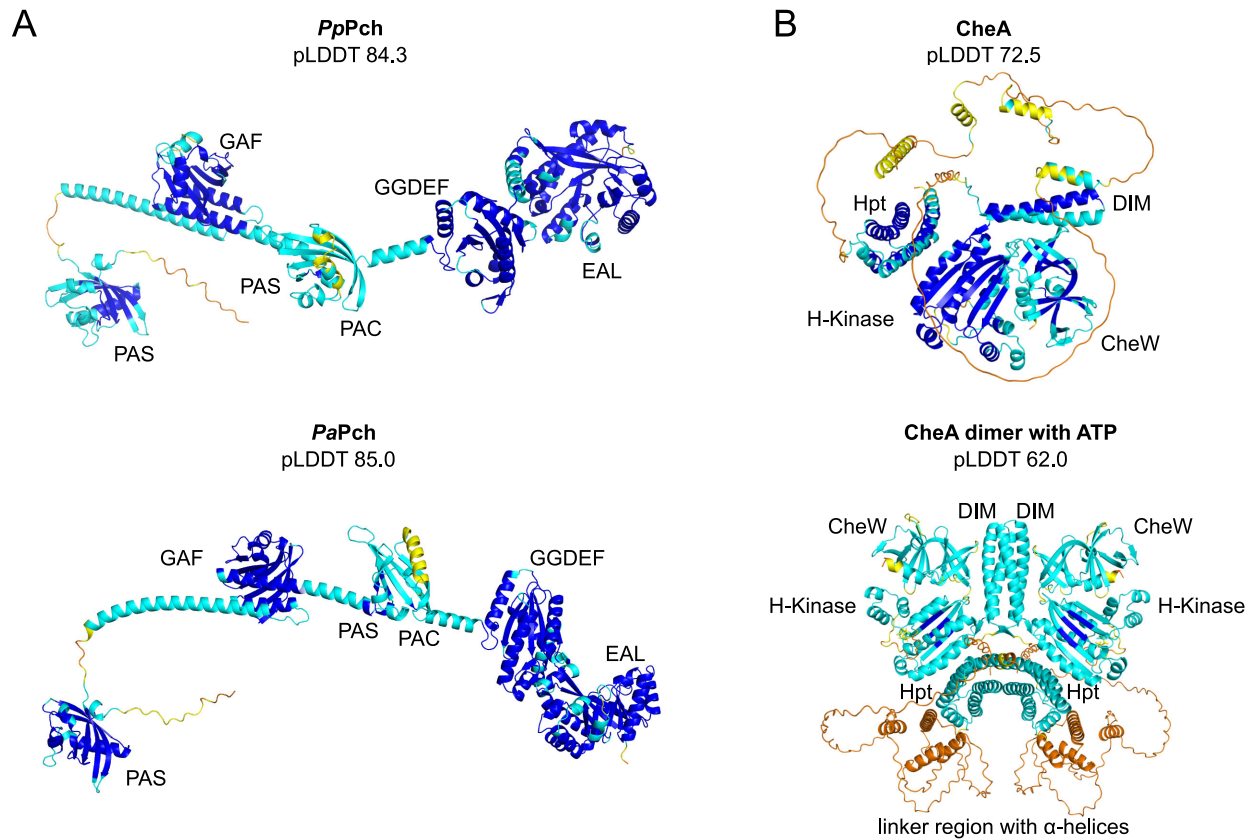 A
PpPch
pLDDT 84.3
GAF
GGDEF
PAS
EAL
PAC
PAS
PaPch
pLDDT 85.0
GAF
GGDEF
PAS
PAC
EAL
PAS
B
CheA
pLDDT 72.5
Hpt
DIM
H-Kinase
CheW
CheA dimer with ATP
pLDDT 62.0
DIM DIM
CheW
CheW
H-Kinase
H-Kinase
Hpt
Hpt
linker region with α-helices